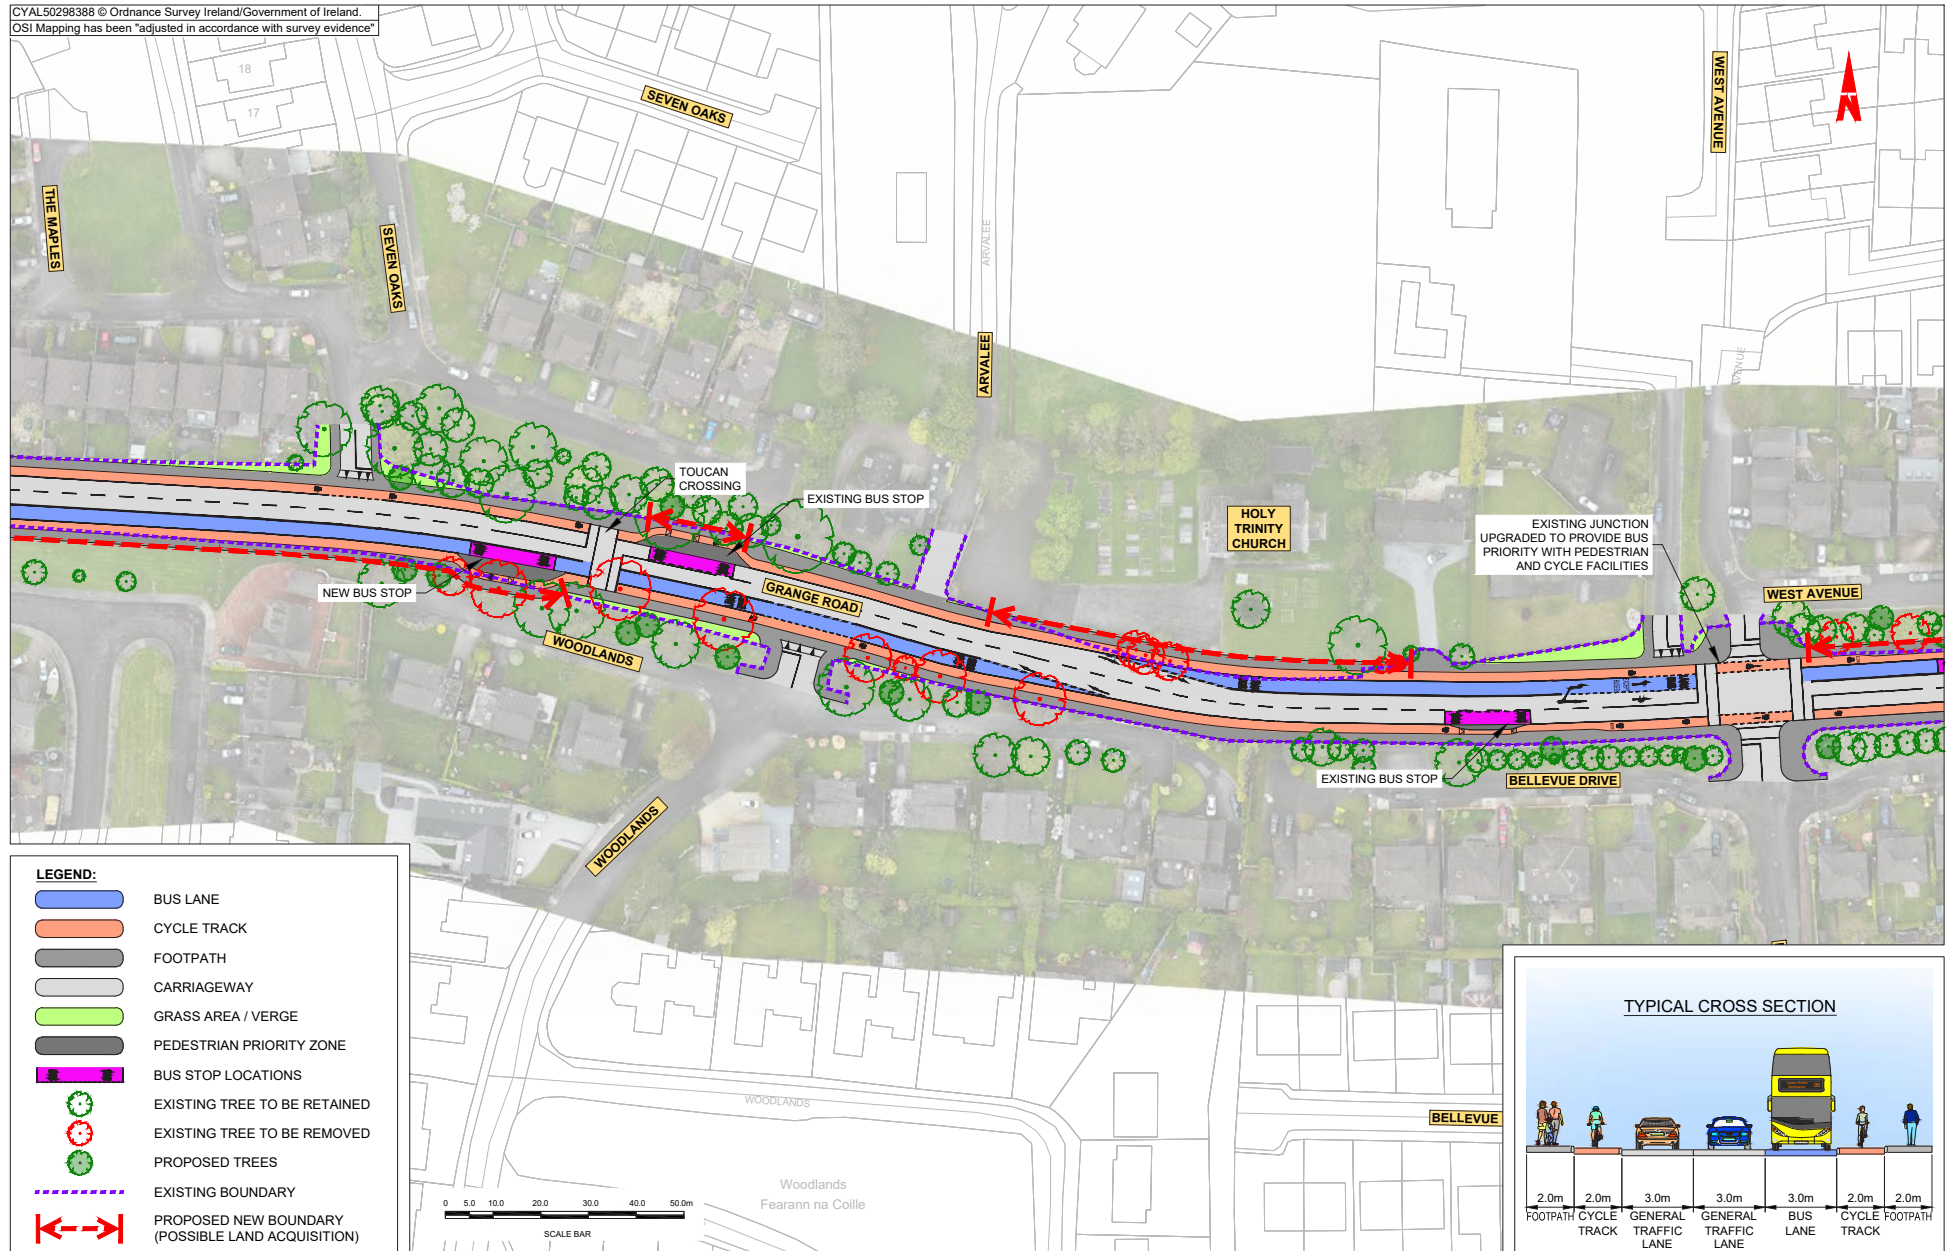 CYAL50298388 © Ordnance Survey Ireland/Government of Ireland.
OSI Mapping has been "adjusted in accordance with survey evidence"
18
17
SEVEN OAKS
WEST AVENUE
N
THE MAPLES
SEVEN OAKS
ARVALEE
ARVALEE
AVENUE
TOUCAN
CROSSING
EXISTING BUS STOP
HOLY
TRINITY
CHURCH
EXISTING JUNCTION
UPGRADED TO PROVIDE BUS
PRIORITY WITH PEDESTRIAN
AND CYCLE FACILITIES
NEW BUS STOP
GRANGE ROAD
WEST AVENUE
WOODLANDS
EXISTING BUS STOP
BELLEVUE DRIVE
WOODLANDS
LEGEND:
BUS LANE
CYCLE TRACK
FOOTPATH
CARRIAGEWAY
GRASS AREA / VERGE
PEDESTRIAN PRIORITY ZONE
BUS STOP LOCATIONS
EXISTING TREE TO BE RETAINED
EXISTING TREE TO BE REMOVED
PROPOSED TREES
EXISTING BOUNDARY
PROPOSED NEW BOUNDARY
(POSSIBLE LAND ACQUISITION)
WOODLANDS
Woodlands
Fearann na Coille
BELLEVUE
0 5.0 10.0 20.0 30.0 40.0 50.0m
SCALE BAR
TYPICAL CROSS SECTION
2.0m 2.0m 3.0m 3.0m 3.0m 2.0m 2.0m
FOOTPATH CYCLE GENERAL GENERAL BUS CYCLE FOOTPATH
TRACK TRAFFIC TRAFFIC LANE TRACK
LANE LANE